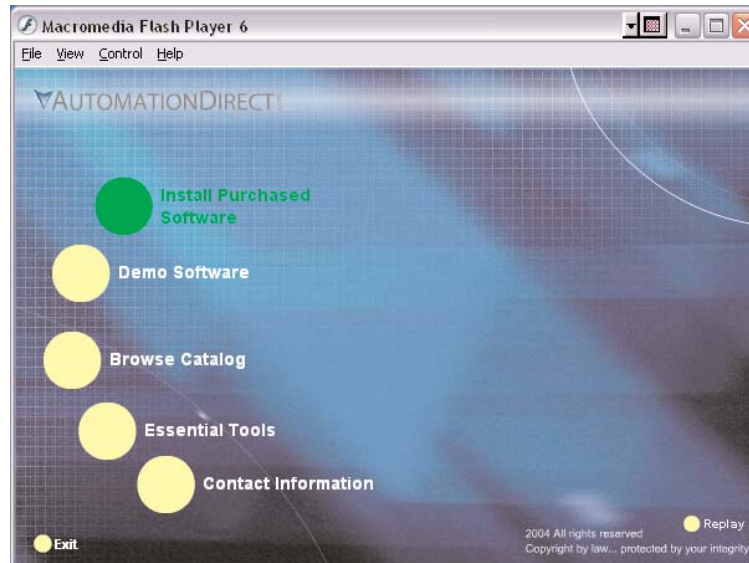 Macromedia Flash Player 6
File View Control Help
AUTOMATIONDIRECT
Install Purchased
Software
Demo Software
Browse Catalog
Essential Tools
Contact Information
Replay
2004 All rights reserved
Copyright by law... protected by your integrity
Exit